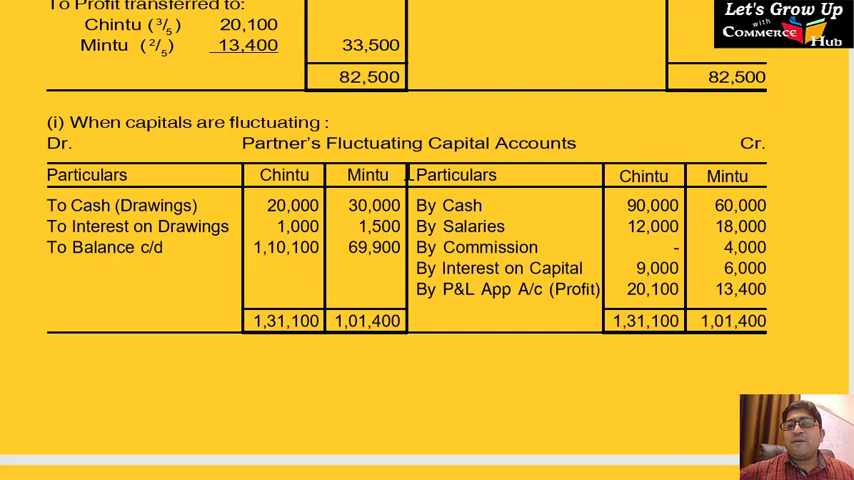 To Profit transferred to:
Chintu (3/5) 20,100
Mintu (2/5) 13,400 33,500
82,500 82,500
Let's Grow Up
with
Commerce
Hub
(i) When capitals are fluctuating :
Dr. Partner's Fluctuating Capital Accounts Cr.
Particulars Chintu Mintu Particulars Chintu Mintu
To Cash (Drawings) 20,000 30,000 By Cash 90,000 60,000
To Interest on Drawings 1,000 1,500 By Salaries 12,000 18,000
To Balance c/d 1,10,100 69,900 By Commission - 4,000
By Interest on Capital 9,000 6,000
By P&L App A/c (Profit) 20,100 13,400
1,31,100 1,01,400 1,31,100 1,01,400